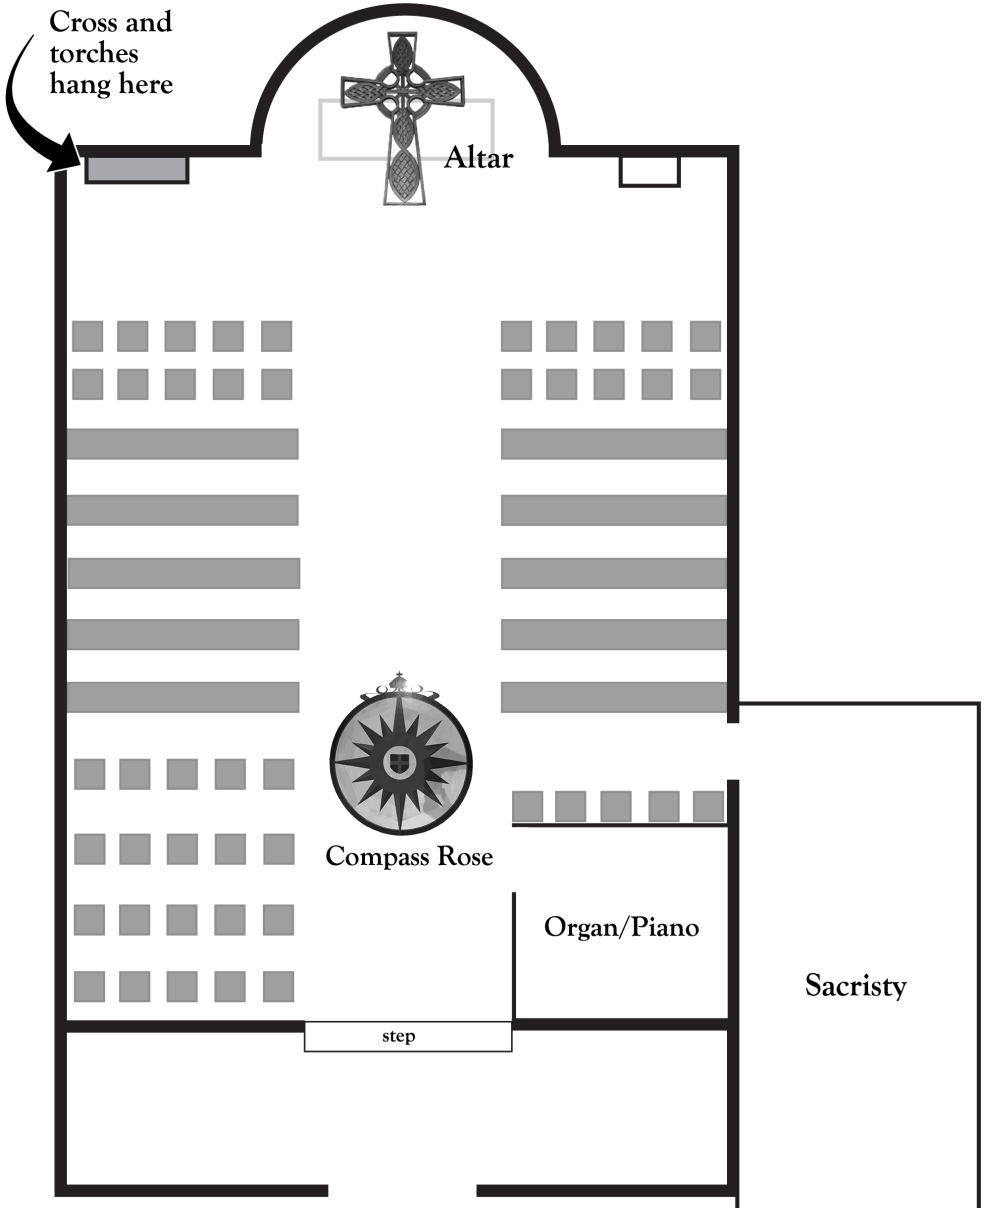 Cross and
torches
hang here
Altar
Compass Rose
Organ/Piano
Sacristy
step